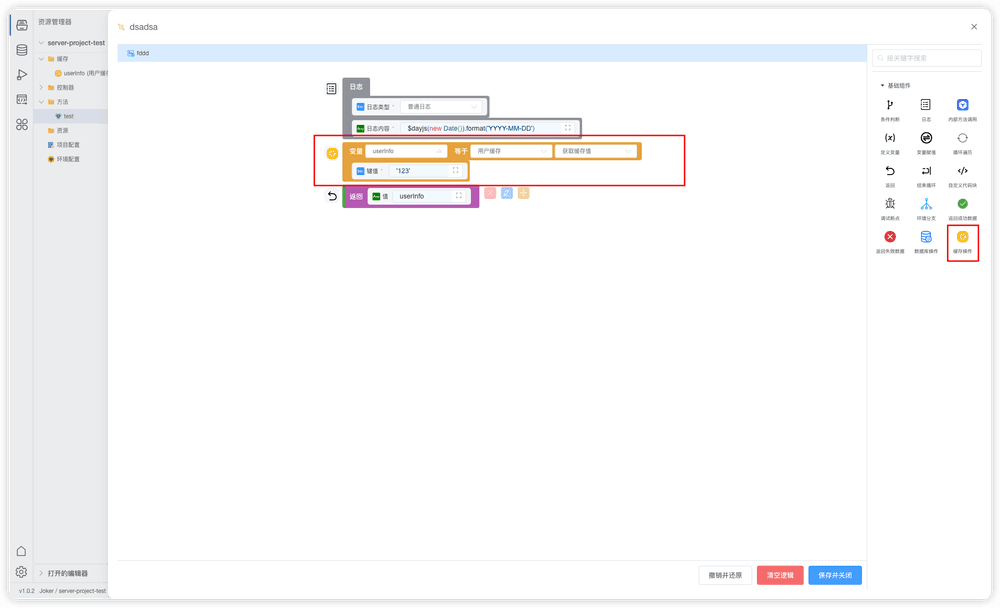 资源管理器
server-project-test
缓存
userInfo (用户缓存
控制器
方法
test
资源
项目配置
环境配置
打开的编辑器
v1.0.2 Joker / server-project-test
dsadsa
fddd
日志
日志类型 * 普通日志
日志内容 * $dayjs(new Date()).format('YYYY-MM-DD')
变量 userInfo 等于 用户缓存 获取缓存值
键值 * '123'
返回 值 userInfo
撤销并还原 清空逻辑 保存并关闭
按关键字搜索
基础组件
条件判断 日志 内部方法调用
(x)
定义变量 变量赋值 循环遍历
返回 结束循环 自定义代码块
调试断点 环境分支 返回成功数据
返回失败数据 数据库操作 缓存操作